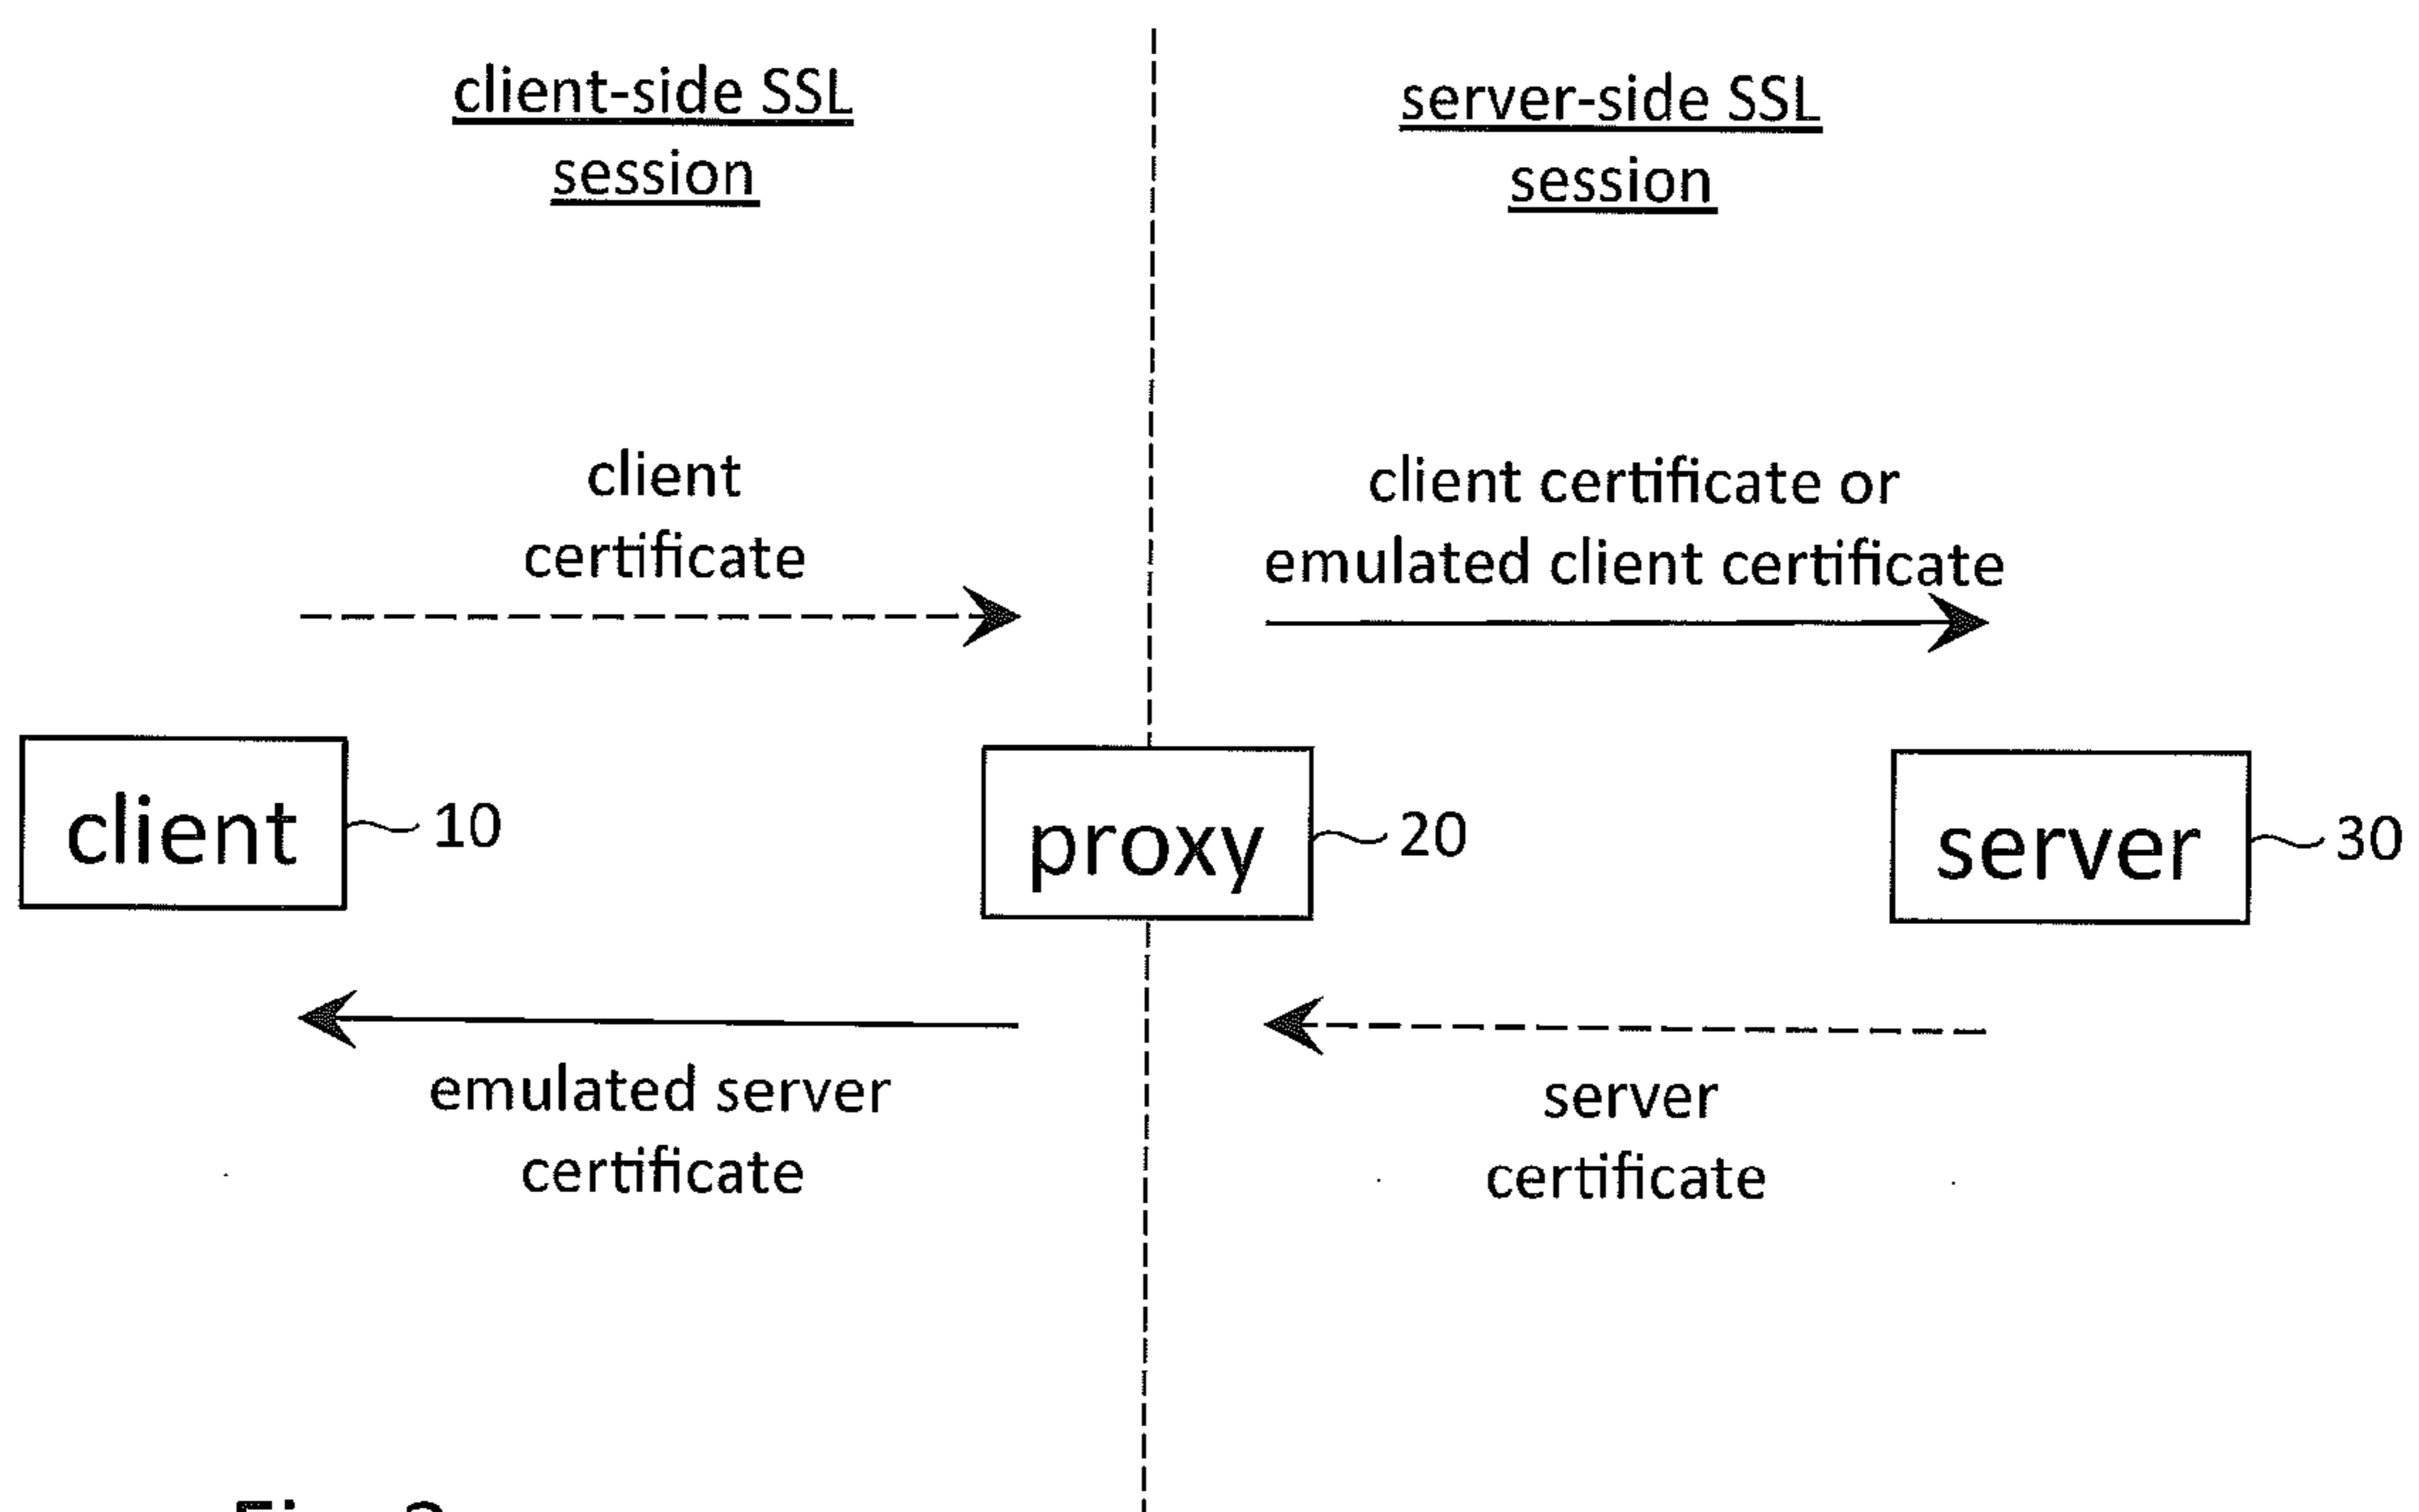 client-side SSL
session
server-side SSL
session
client
certificate
client certificate or
emulated client certificate
client
10
proxy
20
server
30
emulated server
certificate
server
certificate